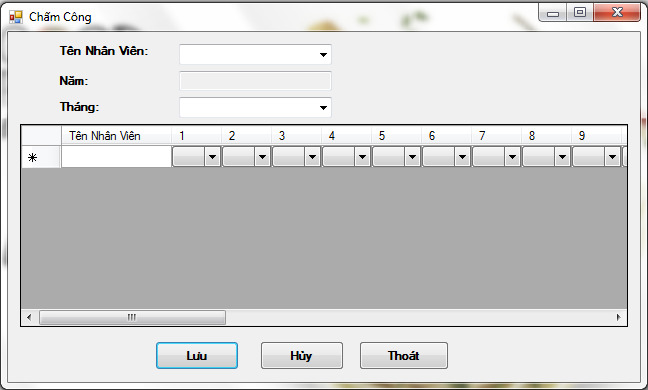 Chấm Công
Tên Nhân Viên:
Năm:
Tháng:
Tên Nhân Viên 1 2 3 4 5 6 7 8 9
Lưu Hủy Thoát